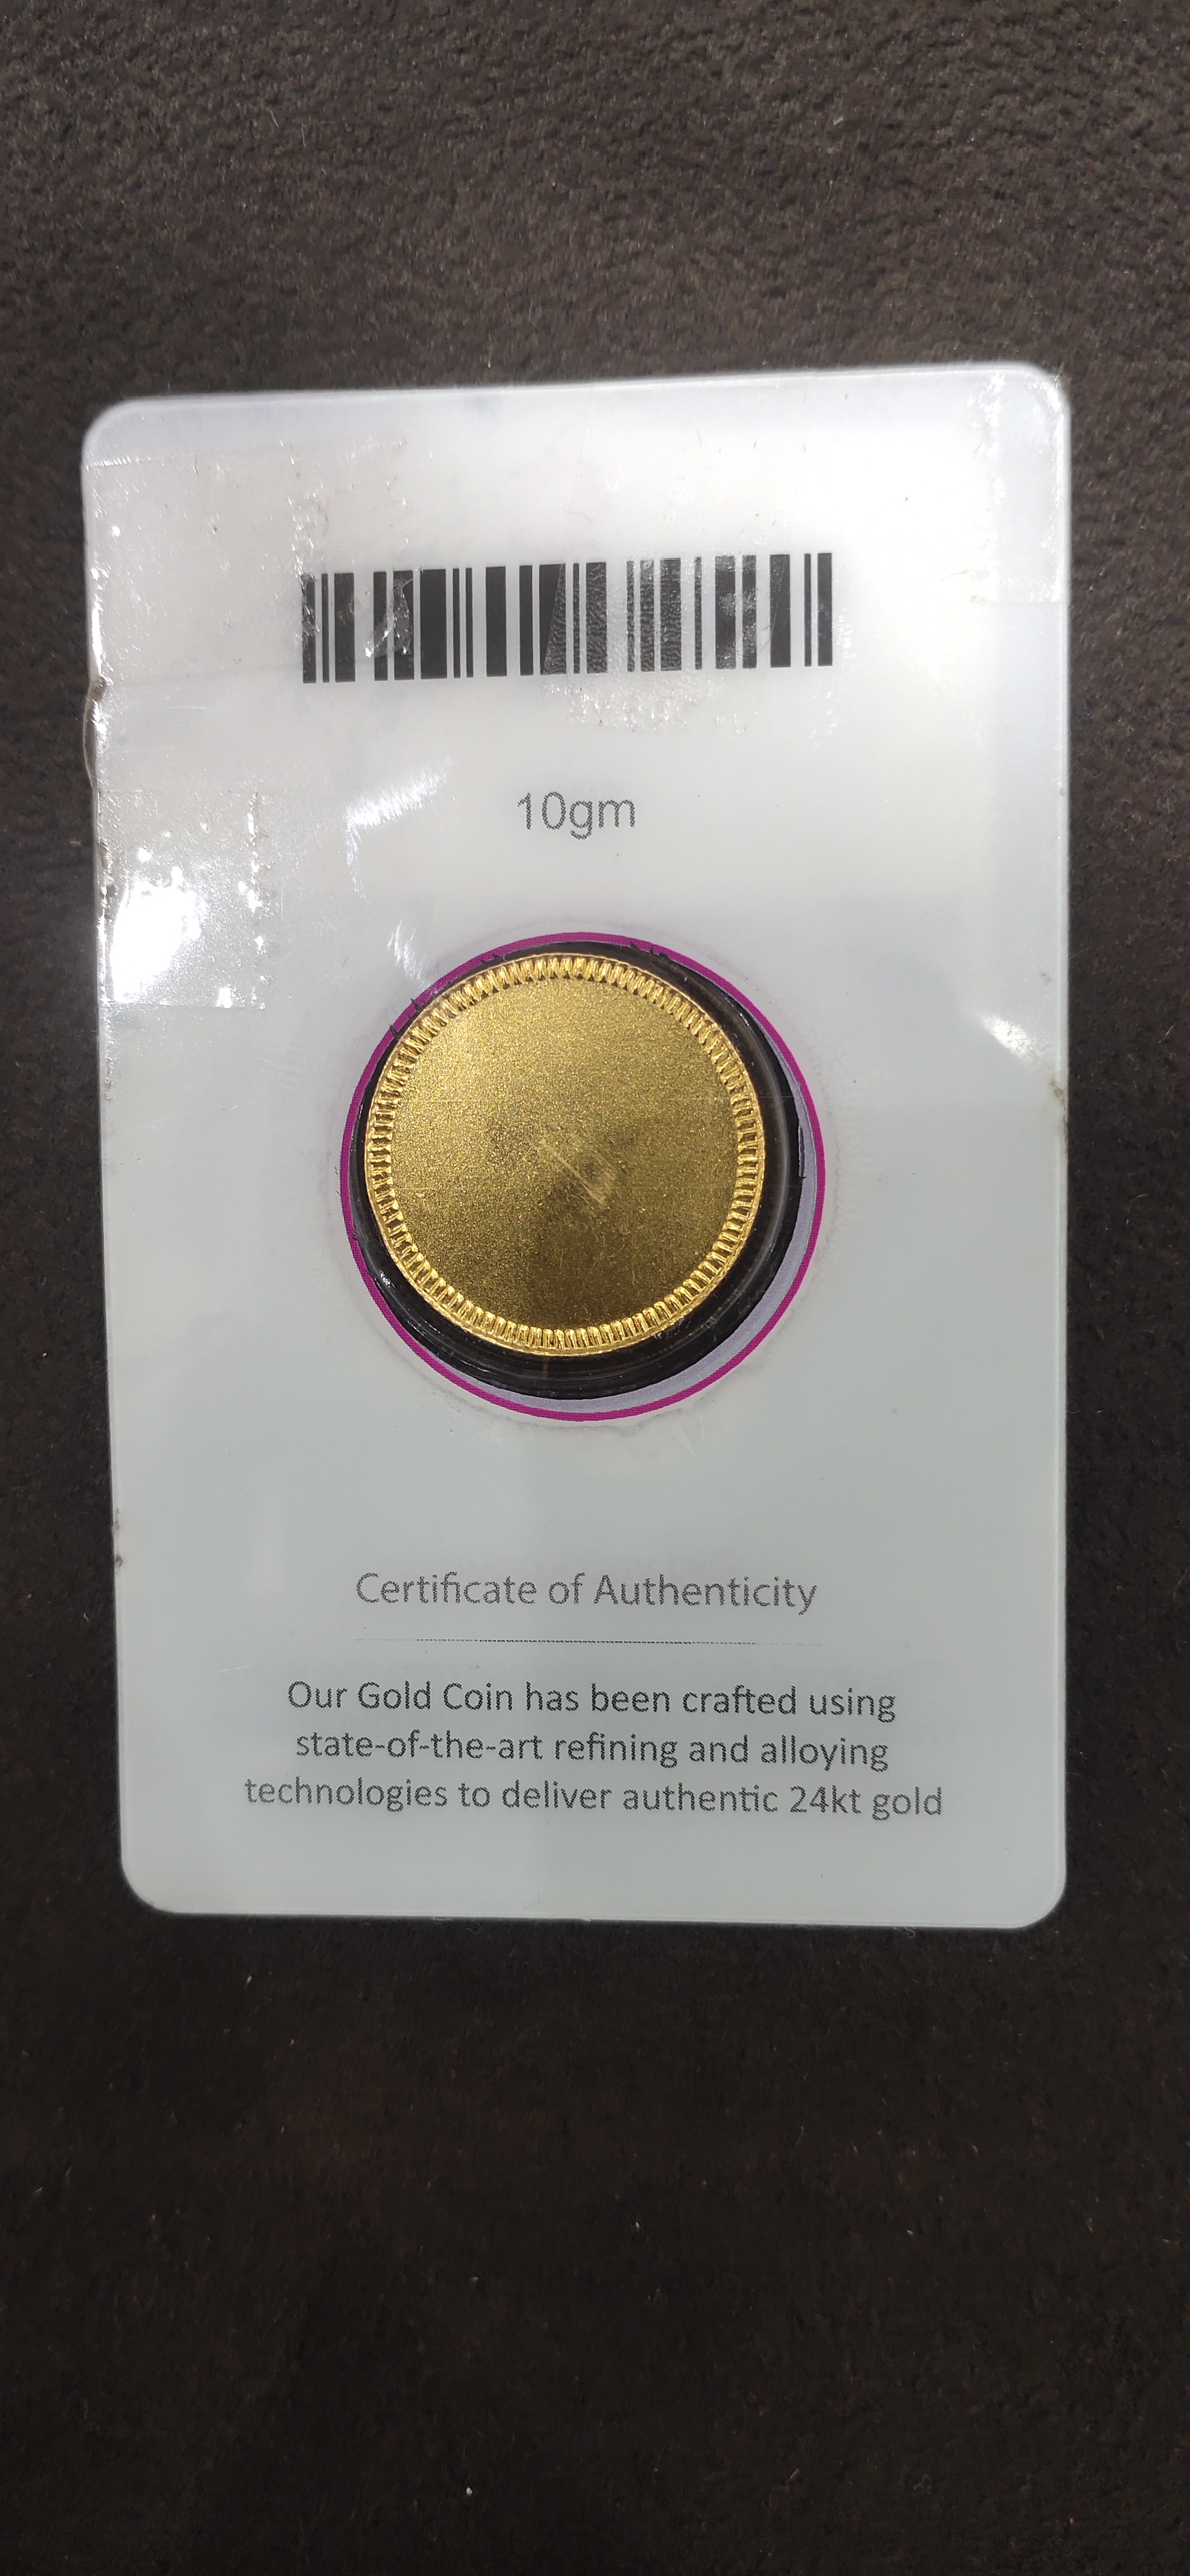 10gm
Certificate of Authenticity
Our Gold Coin has been crafted using
state-of-the-art refining and alloying
technologies to deliver authentic 24kt gold